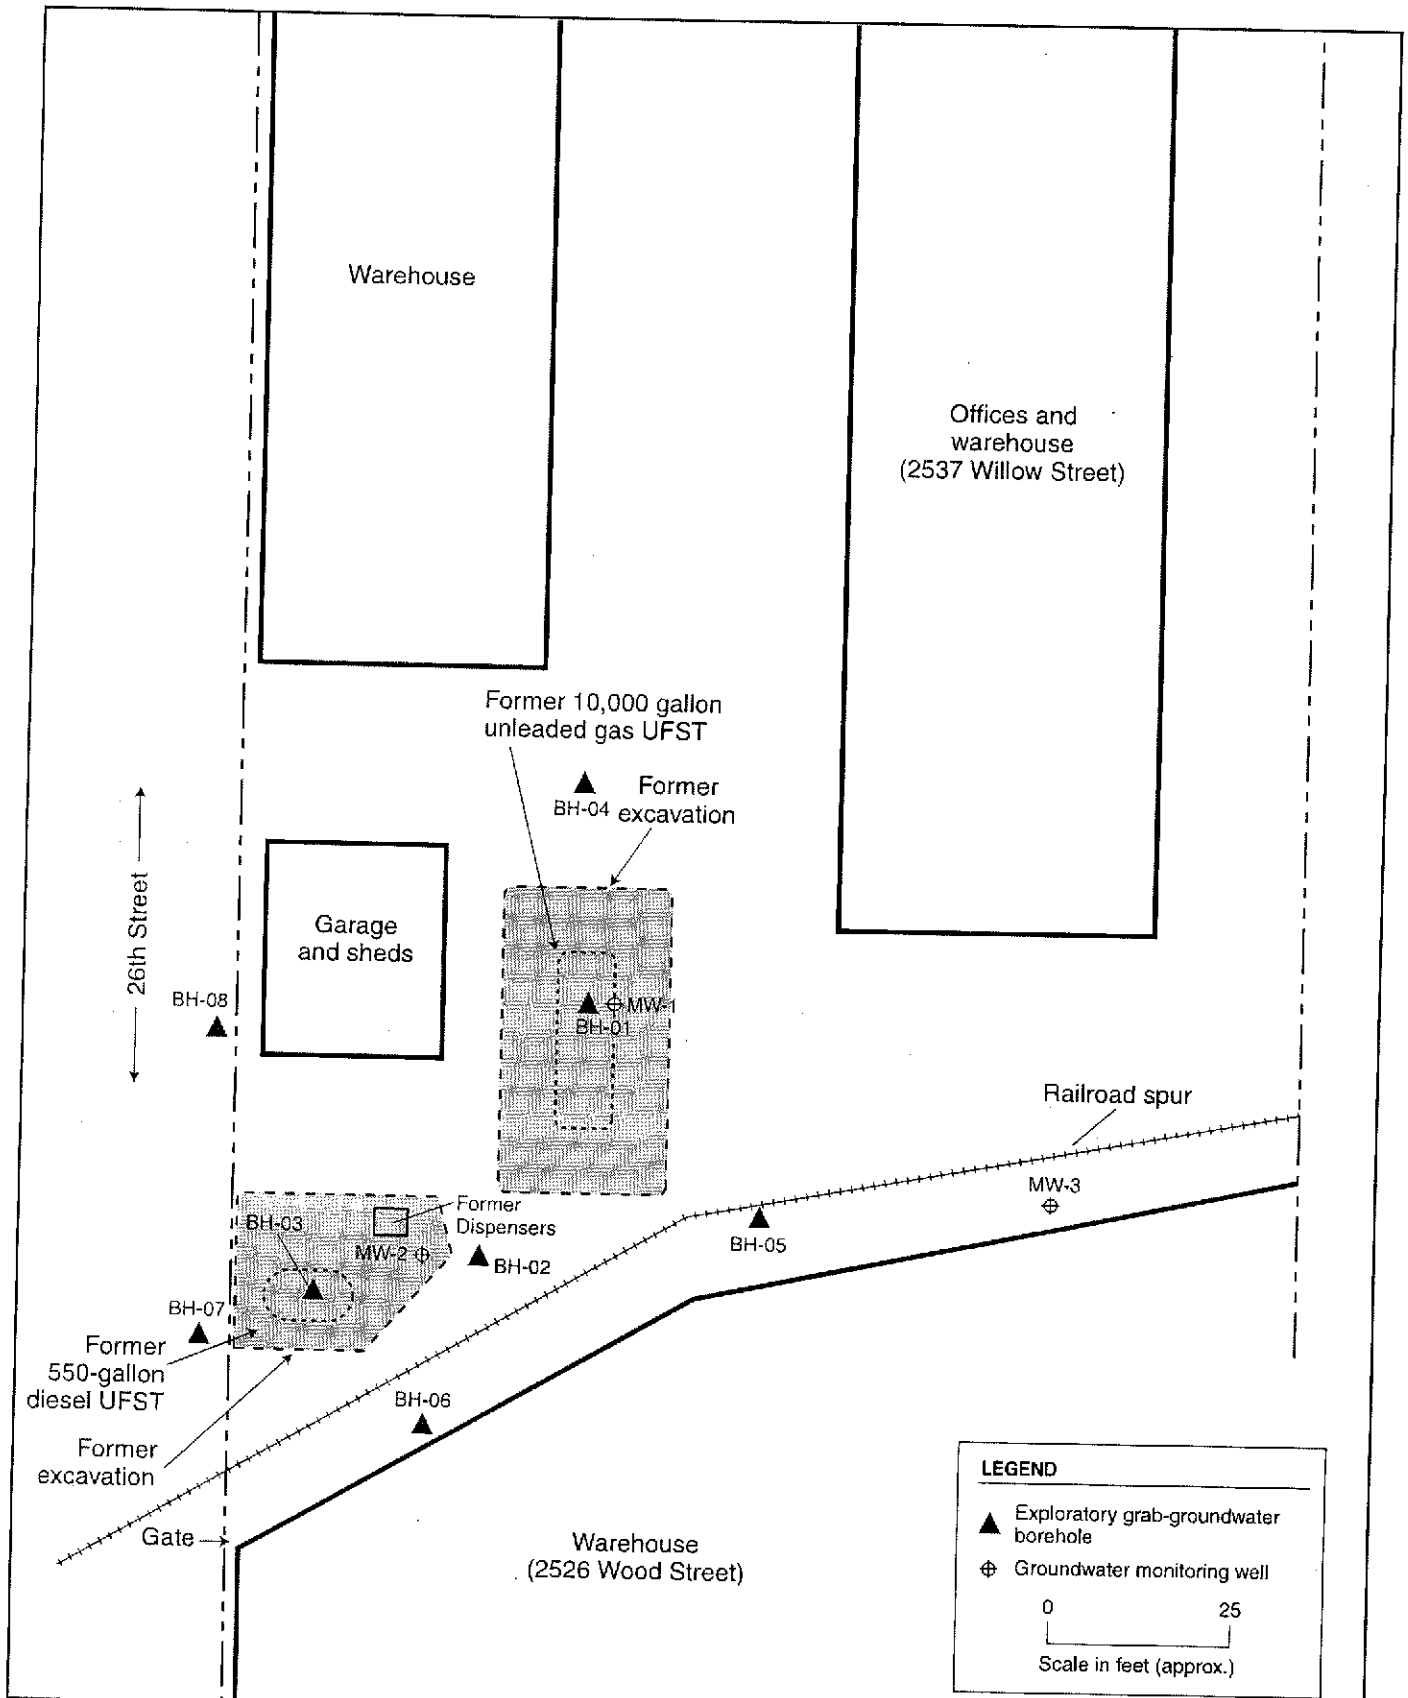 Warehouse
Offices and
warehouse
(2537 Willow Street)
Former 10,000 gallon
unleaded gas UFST
BH-04
Former
excavation
26th Street
Garage
and sheds
BH-08
MW-1
BH-01
Railroad spur
MW-3
BH-03
Former
Dispensers
MW-2
BH-02
BH-05
BH-07
Former
550-gallon
diesel UFST
BH-06
Former
excavation
Gate
Warehouse
(2526 Wood Street)
LEGEND
Exploratory grab-groundwater
borehole
Groundwater monitoring well
0 25
Scale in feet (approx.)